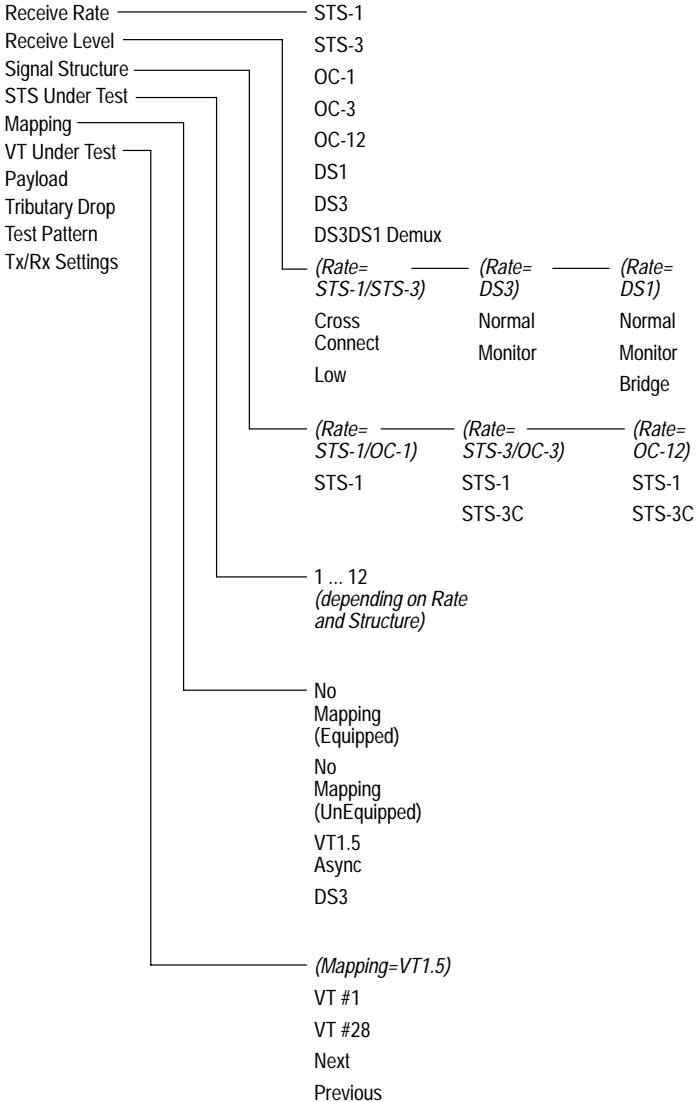 Receive Rate
Receive Level
Signal Structure
STS Under Test
Mapping
VT Under Test
Payload
Tributary Drop
Test Pattern
Tx/Rx Settings
STS-1
STS-3
OC-1
OC-3
OC-12
DS1
DS3
DS3DS1 Demux
(Rate=
STS-1/STS-3)
Cross
Connect
Low
(Rate=
DS3)
Normal
Monitor
(Rate=
DS1)
Normal
Monitor
Bridge
(Rate=
STS-1/OC-1)
STS-1
(Rate=
STS-3/OC-3)
STS-1
STS-3C
(Rate=
OC-12)
STS-1
STS-3C
1 ... 12
(depending on Rate
and Structure)
No
Mapping
(Equipped)
No
Mapping
(UnEquipped)
VT1.5
Async
DS3
(Mapping=VT1.5)
VT #1
VT #28
Next
Previous